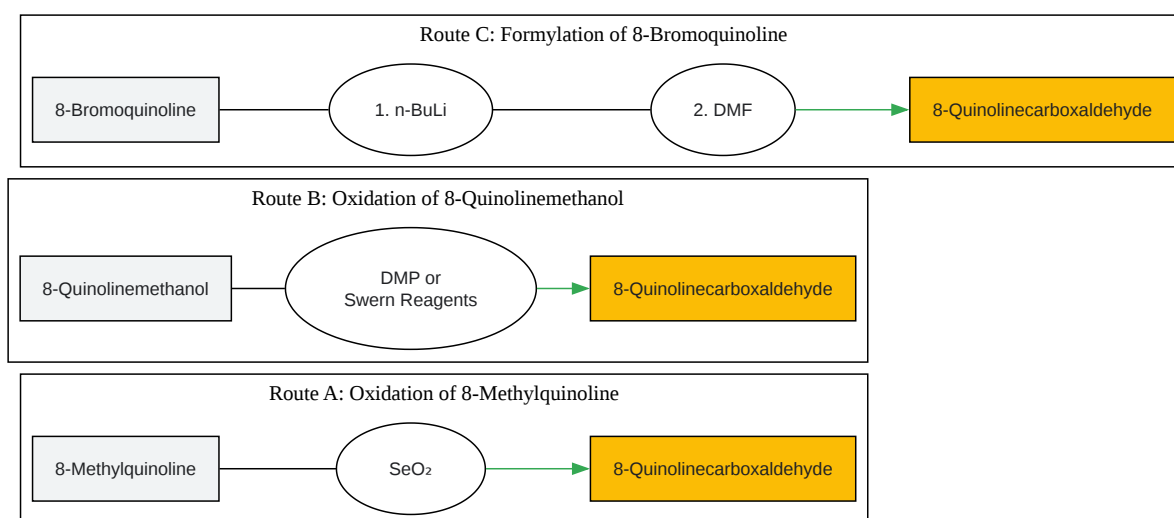 Route C: Formylation of 8-Bromoquinoline
8-Bromoquinoline
1. n-BuLi
2. DMF
8-Quinolinecarboxaldehyde
Route B: Oxidation of 8-Quinolinemethanol
8-Quinolinemethanol
DMP or
Swern Reagents
8-Quinolinecarboxaldehyde
Route A: Oxidation of 8-Methylquinoline
8-Methylquinoline
SeO₂
8-Quinolinecarboxaldehyde